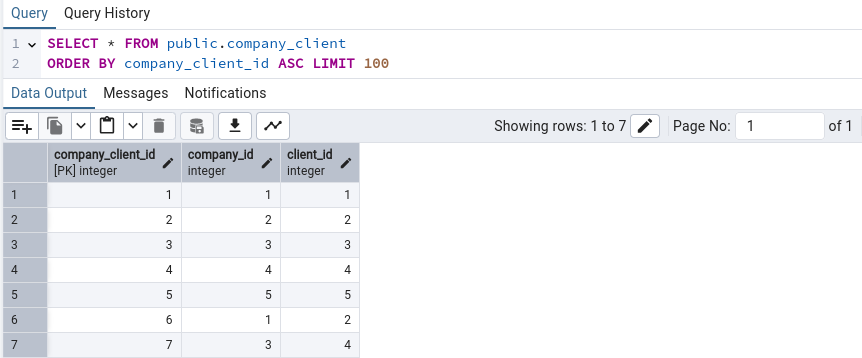 Query Query History
1 SELECT * FROM public.company_client
2 ORDER BY company_client_id ASC LIMIT 100
Data Output Messages Notifications
Showing rows: 1 to 7 Page No: 1 of 1
company_client_id company_id client_id
[PK] integer integer integer
1 1 1 1
2 2 2 2
3 3 3 3
4 4 4 4
5 5 5 5
6 6 1 2
7 7 3 4